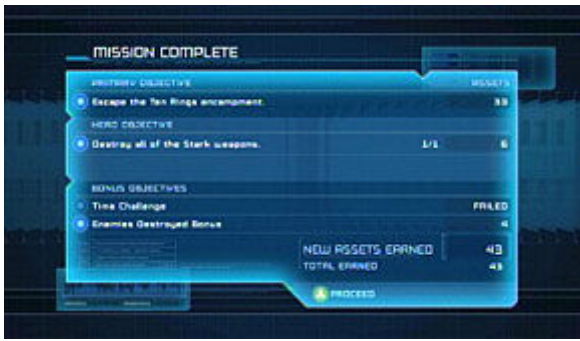 MISSION COMPLETE
PRIMARY OBJECTIVE ASSETS
Escape the Ten Rings encampment. 33
HERO OBJECTIVE
Destroy all of the Stark weapons. 1/1 6
BONUS OBJECTIVES
Time Challenge FAILED
Enemies Destroyed Bonus 4
NEW ASSETS EARNED 43
TOTAL EARNED 43
A PROCEED